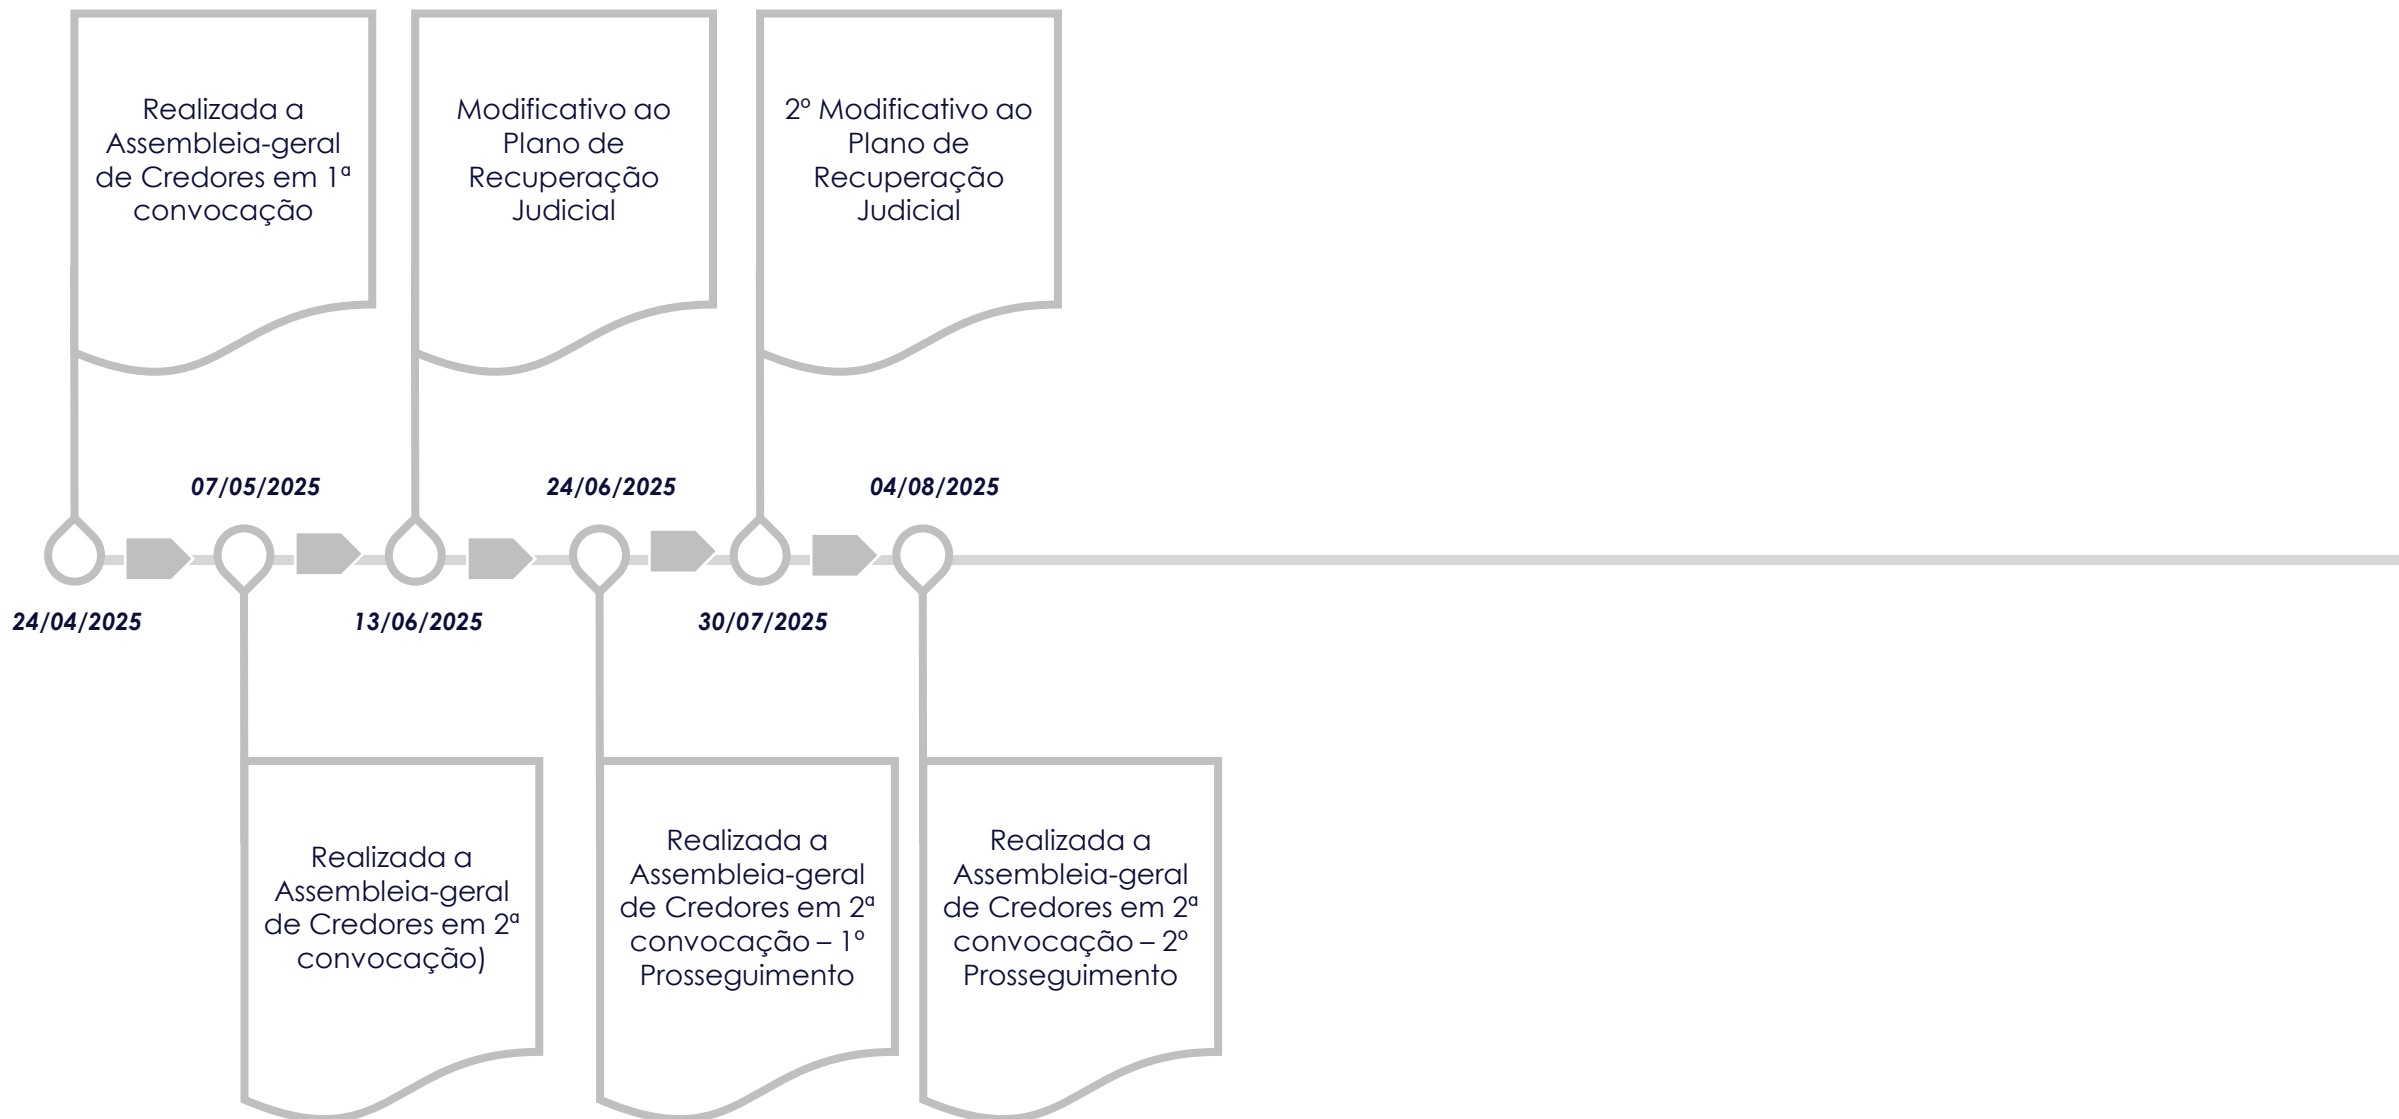 Realizada a
Assembleia-geral
de Credores em 1ª
convocação
Modificativo ao
Plano de
Recuperação
Judicial
2º Modificativo ao
Plano de
Recuperação
Judicial
07/05/2025
24/06/2025
04/08/2025
24/04/2025
13/06/2025
30/07/2025
Realizada a
Assembleia-geral
de Credores em 2ª
convocação)
Realizada a
Assembleia-geral
de Credores em 2ª
convocação – 1º
Prosseguimento
Realizada a
Assembleia-geral
de Credores em 2ª
convocação – 2º
Prosseguimento